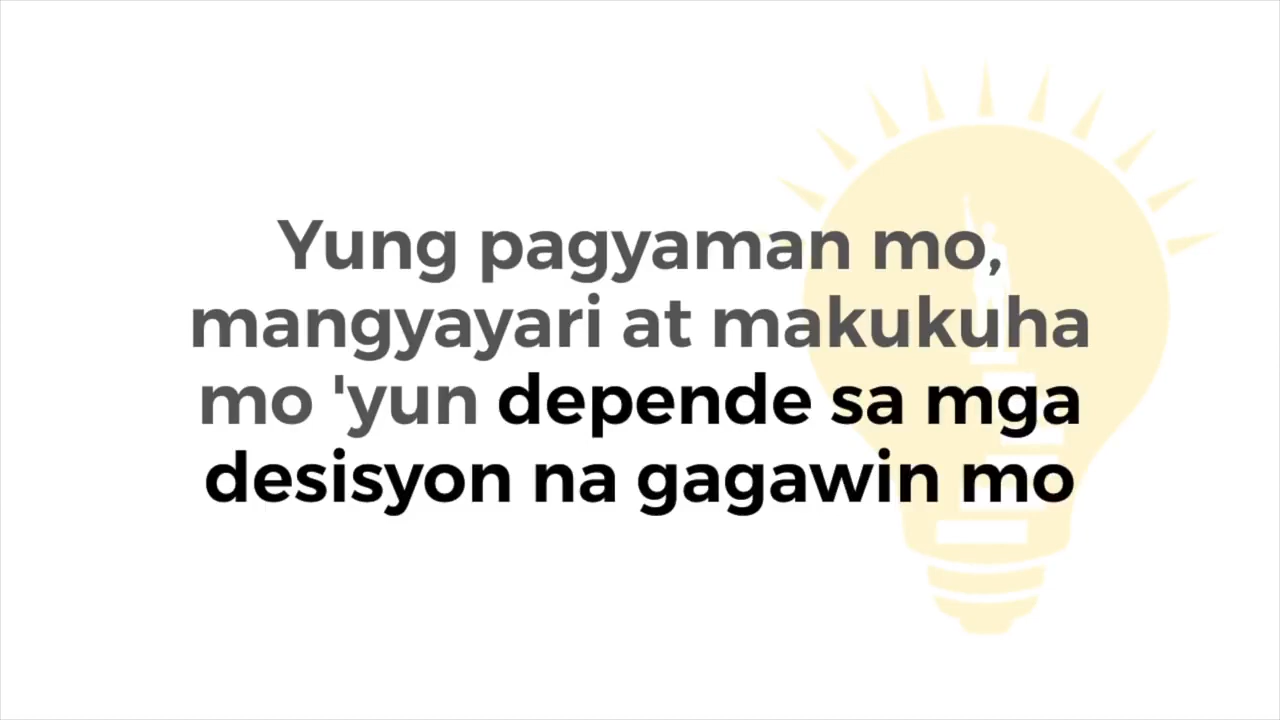 Yung pagyaman mo,
mangyayari at makukuha
mo 'yun depende sa mga
desisyon na gagawin mo